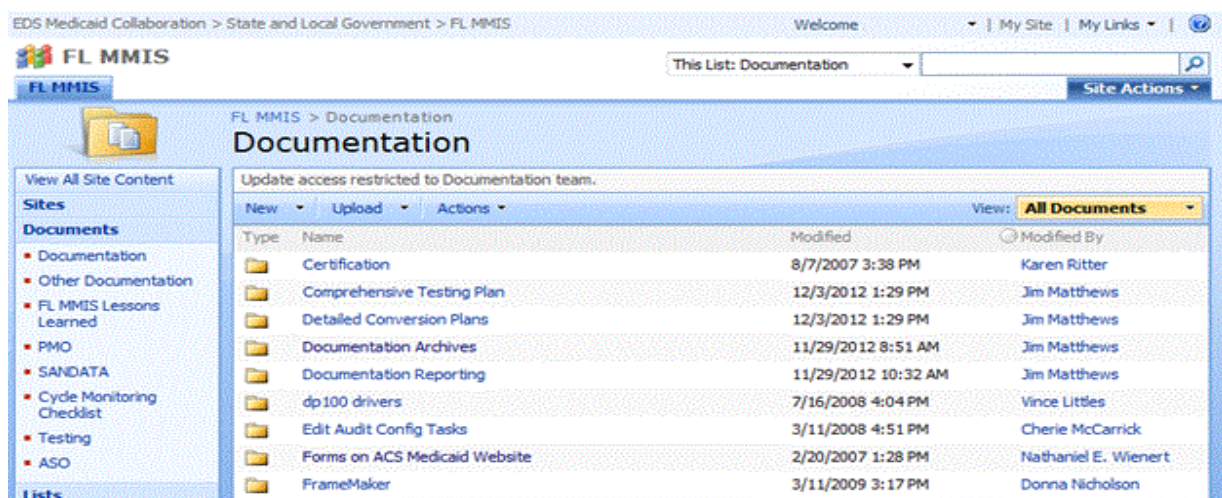 EDS Medicaid Collaboration > State and Local Government > FL MMIS
Welcome | My Site | My Links |
FL MMIS
This List: Documentation
FL MMIS
Site Actions
FL MMIS > Documentation
Documentation
View All Site Content
Sites
Documents
Documentation
Other Documentation
FL MMIS Lessons
Learned
PMO
SANDATA
Cycle Monitoring
Checklist
Testing
ASO
Lists
Update access restricted to Documentation team.
New Upload Actions View: All Documents
Type Name Modified Modified By
Certification 8/7/2007 3:38 PM Karen Ritter
Comprehensive Testing Plan 12/3/2012 1:29 PM Jim Matthews
Detailed Conversion Plans 12/3/2012 1:29 PM Jim Matthews
Documentation Archives 11/29/2012 8:51 AM Jim Matthews
Documentation Reporting 11/29/2012 10:32 AM Jim Matthews
dp100 drivers 7/16/2008 4:04 PM Vince Littles
Edit Audit Config Tasks 3/11/2008 4:51 PM Cherie McCarrick
Forms on ACS Medicaid Website 2/20/2007 1:28 PM Nathaniel E. Wienert
FrameMaker 3/11/2009 3:17 PM Donna Nicholson